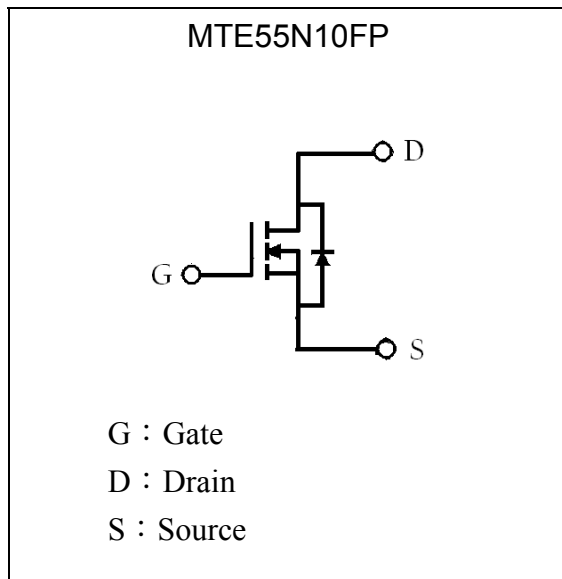 MTE55N10FP
D
G
S
G：Gate
D：Drain
S：Source